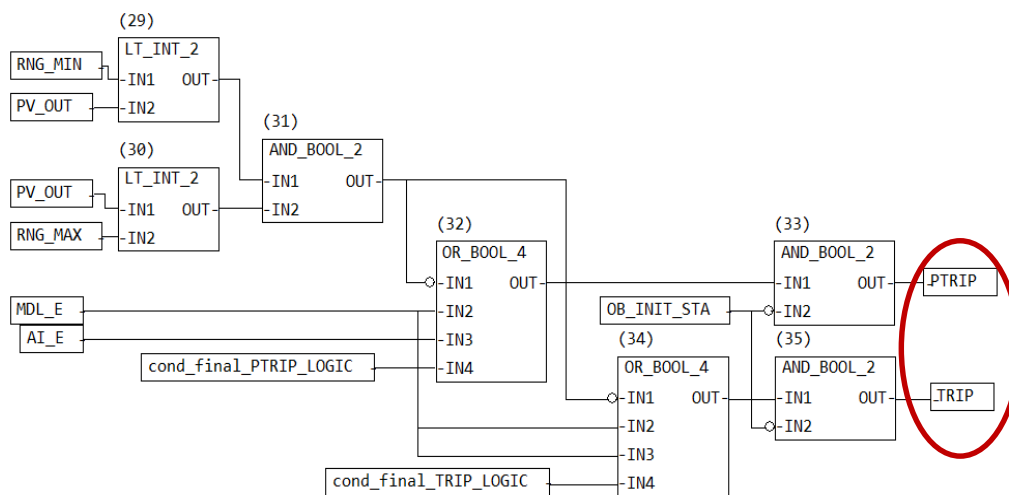 (29)
LT_INT_2
RNG_MIN
IN1 OUT
PV_OUT
IN2
(31)
(30)
AND_BOOL_2
LT_INT_2
PV_OUT
IN1 OUT
IN1 OUT
IN2
RNG_MAX
IN2
(32)
(33)
OR_BOOL_4
AND_BOOL_2
IN1 OUT
IN1 OUT
PTRIP
MDL_E
IN2
OB_INIT_STA
IN2
AI_E
IN3
(34)
(35)
cond_final_PTRIP_LOGIC
IN4
OR_BOOL_4
AND_BOOL_2
IN1 OUT
IN1 OUT
TRIP
IN2
IN2
IN3
cond_final_TRIP_LOGIC
IN4